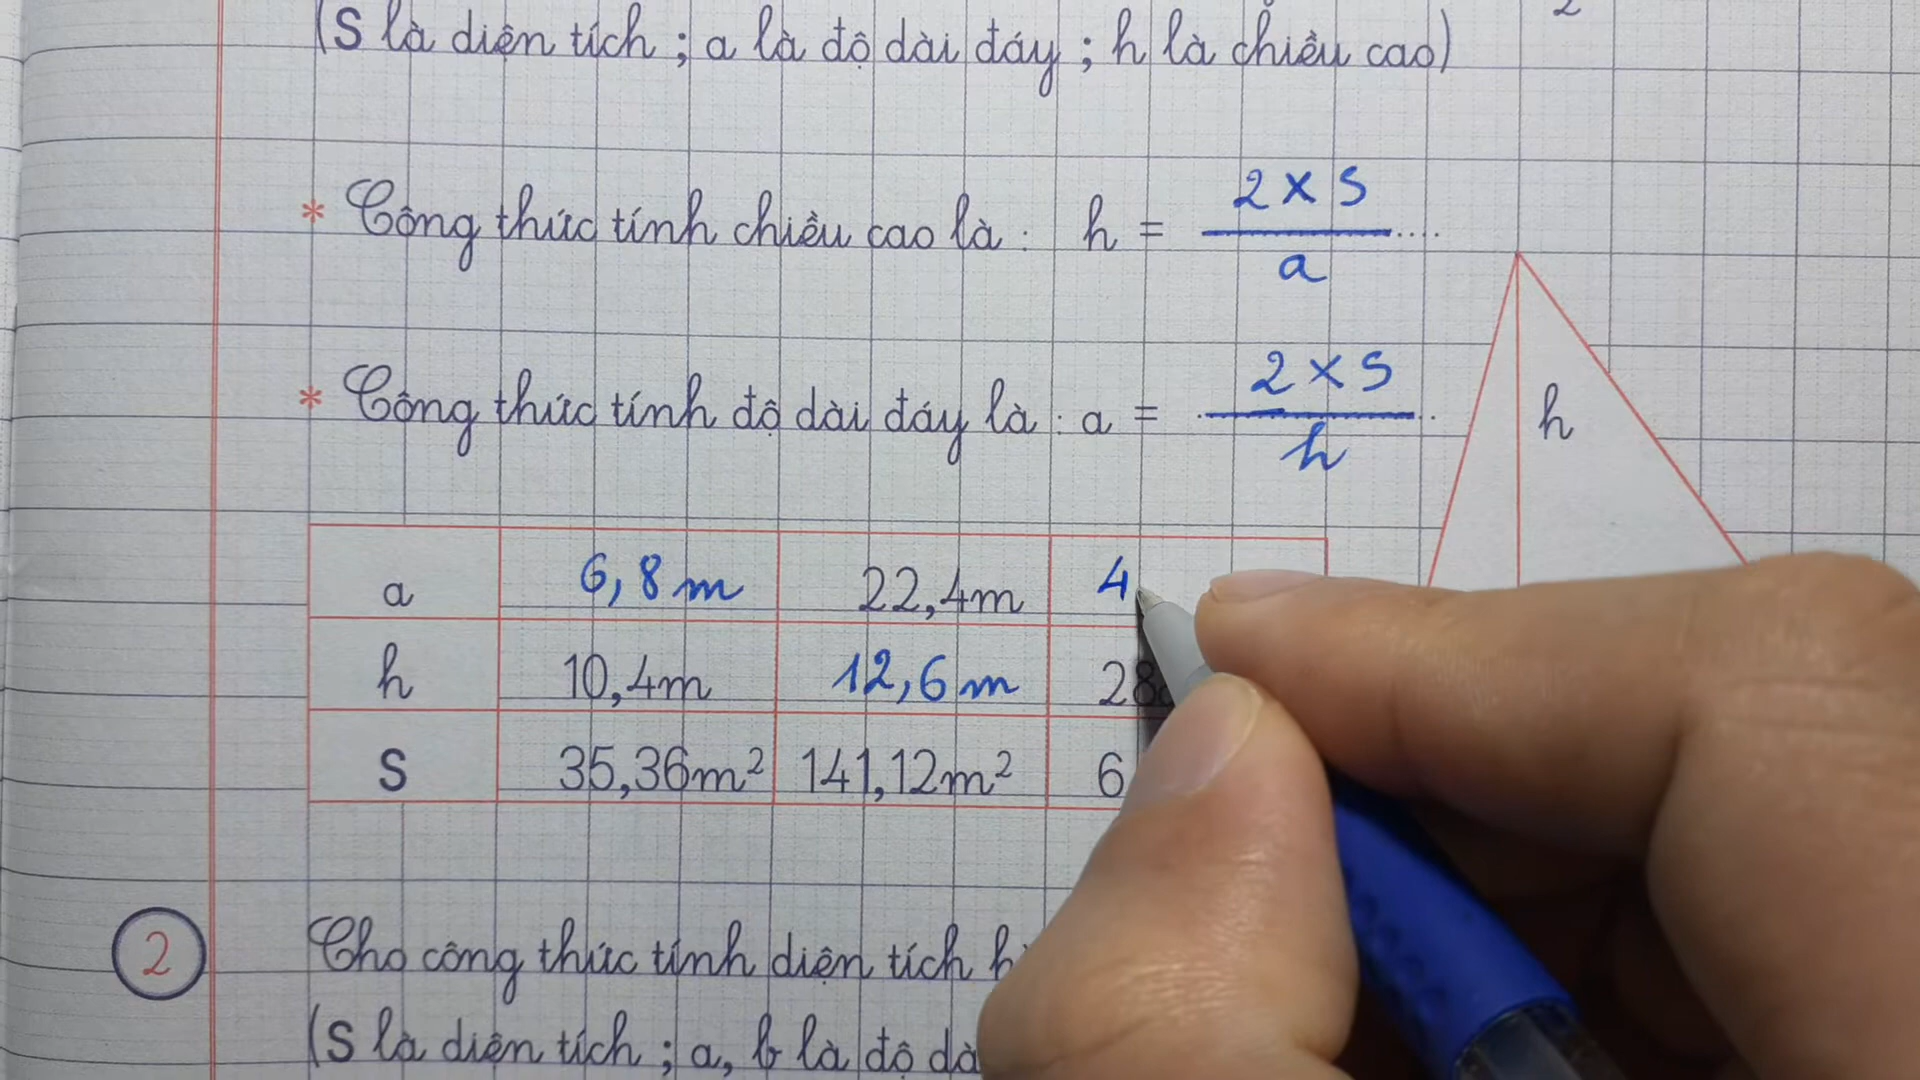 2
(S là diện tích ; a là độ dài đáy ; h là chiều cao)
* Công thức tính chiều cao là : h = 2 x S / a ....
* Công thức tính độ dài đáy là : a = 2 x S / h
h
a 6,8 m 22,4m 4
h 10,4m 12,6 m
S 35,36m² 141,12m² 6
2 Cho công thức tính diện tích
(S là diện tích ; a, b là độ